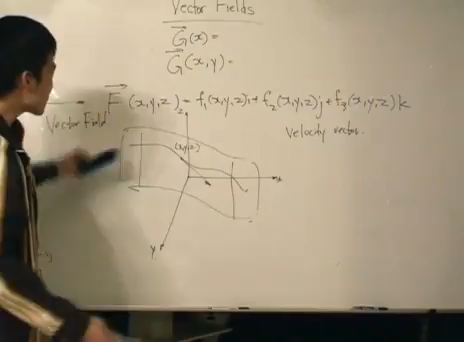 Vector Fields
G(x) =
G(x, y) =
F (x,y,z) = f₁(x,y,z)i + f₂(x,y,z)j + f₃(x,y,z)k
Vector Field
velocity vector.
(x,y,z)
x
y